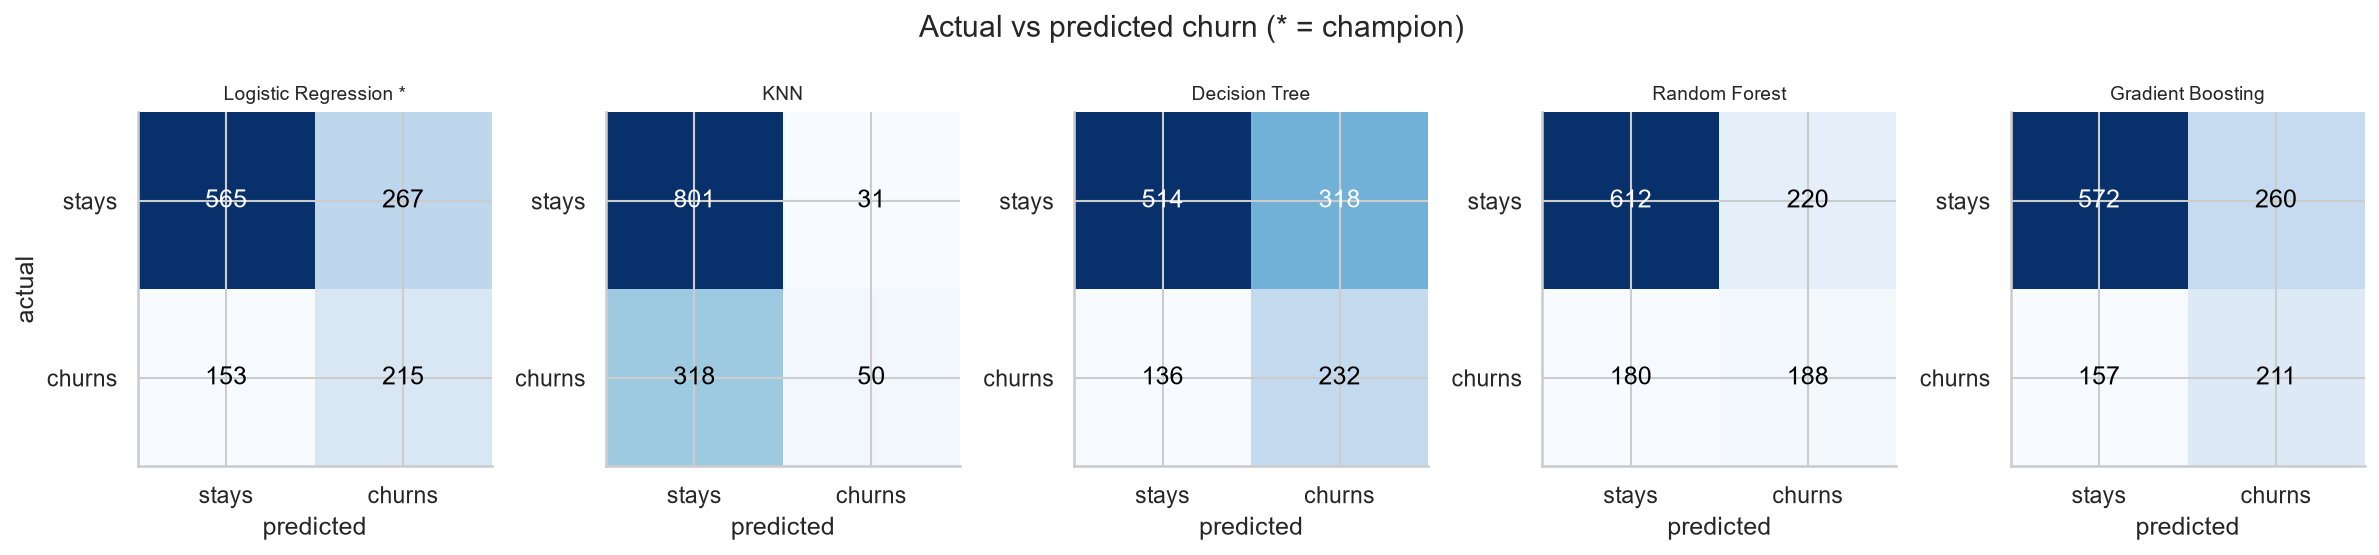 Actual vs predicted churn (* = champion)
Logistic Regression *
KNN
Decision Tree
Random Forest
Gradient Boosting
actual
stays 565 267
churns 153 215
stays churns
predicted
stays 801 31
churns 318 50
stays churns
predicted
stays 514 318
churns 136 232
stays churns
predicted
stays 612 220
churns 180 188
stays churns
predicted
stays 572 260
churns 157 211
stays churns
predicted